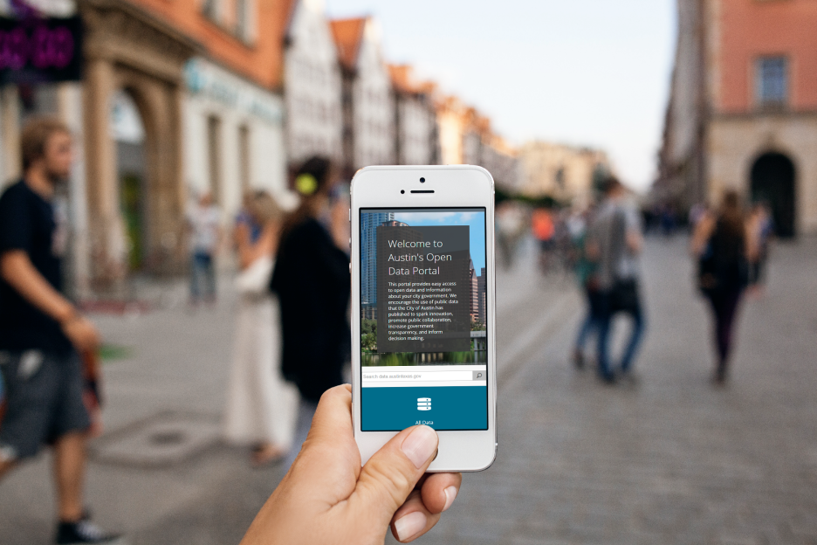 Welcome to
Austin's Open
Data Portal
This portal provides easy access
to open data and information
about your city government. We
encourage the use of public data
that the City of Austin has
published to spark innovation,
promote public collaboration,
increase government
transparency, and inform
decision making.
Search data.austintexas.gov
All Data
00:00